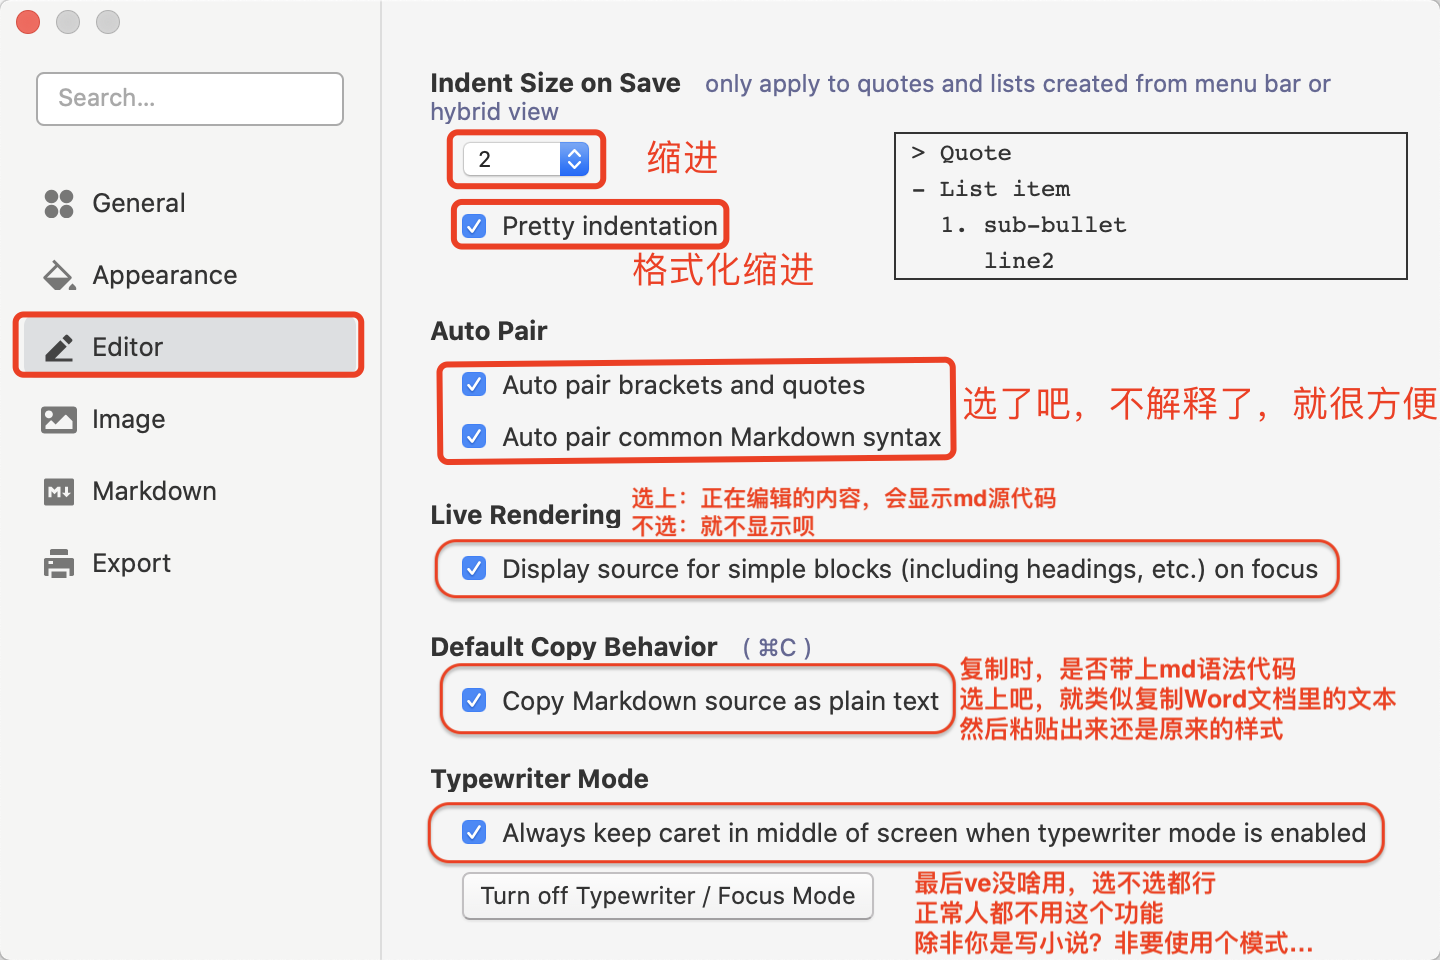 Search...
General
Appearance
Editor
Image
Markdown
Export
Indent Size on Save only apply to quotes and lists created from menu bar or
hybrid view
2
缩进
Pretty indentation
格式化缩进
> Quote
- List item
1. sub-bullet
line2
Auto Pair
Auto pair brackets and quotes
Auto pair common Markdown syntax
选了吧，不解释了，就很方便
Live Rendering
选上：正在编辑的内容，会显示md源代码
不选：就不显示呗
Display source for simple blocks (including headings, etc.) on focus
Default Copy Behavior ( ⌘C )
Copy Markdown source as plain text
复制时，是否带上md语法代码
选上吧，就类似复制Word文档里的文本
然后粘贴出来还是原来的样式
Typewriter Mode
Always keep caret in middle of screen when typewriter mode is enabled
Turn off Typewriter / Focus Mode
最后ve没啥用，选不选都行
正常人都不用这个功能
除非你是写小说？非要使用个模式...